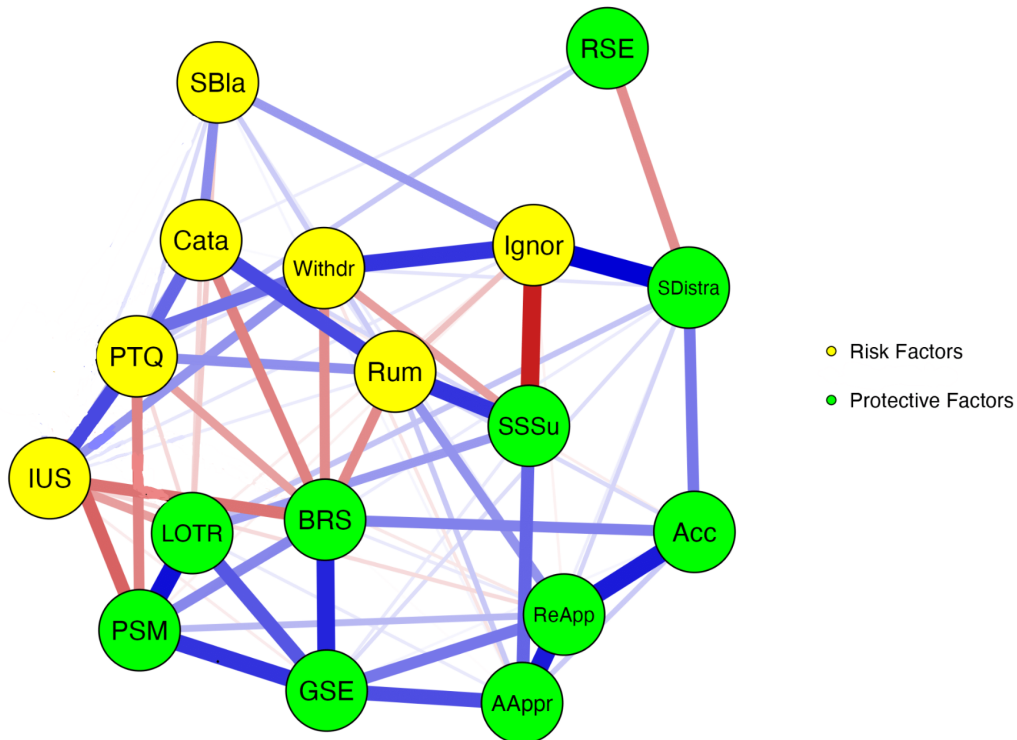 RSE
SBla
Cata
Withdr
Ignor
SDistra
PTQ
Rum
Risk Factors
Protective Factors
SSSu
IUS
LOTR
BRS
Acc
ReApp
PSM
GSE
AAppr